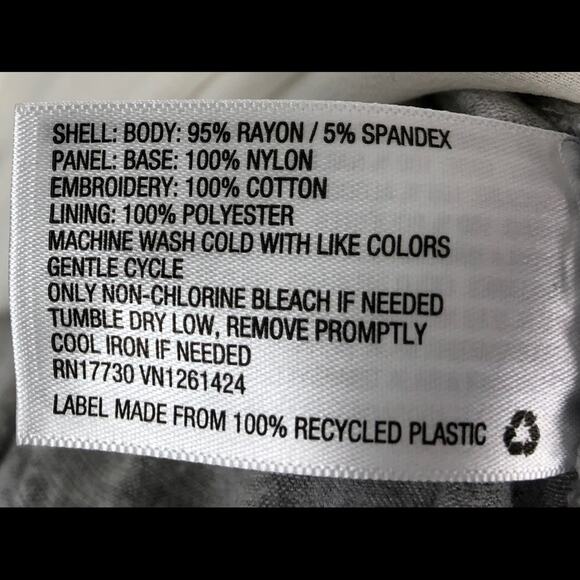 SHELL: BODY: 95% RAYON / 5% SPANDEX
PANEL: BASE: 100% NYLON
EMBROIDERY: 100% COTTON
LINING: 100% POLYESTER
MACHINE WASH COLD WITH LIKE COLORS
GENTLE CYCLE
ONLY NON-CHLORINE BLEACH IF NEEDED
TUMBLE DRY LOW, REMOVE PROMPTLY
COOL IRON IF NEEDED
RN17730 VN1261424
LABEL MADE FROM 100% RECYCLED PLASTIC